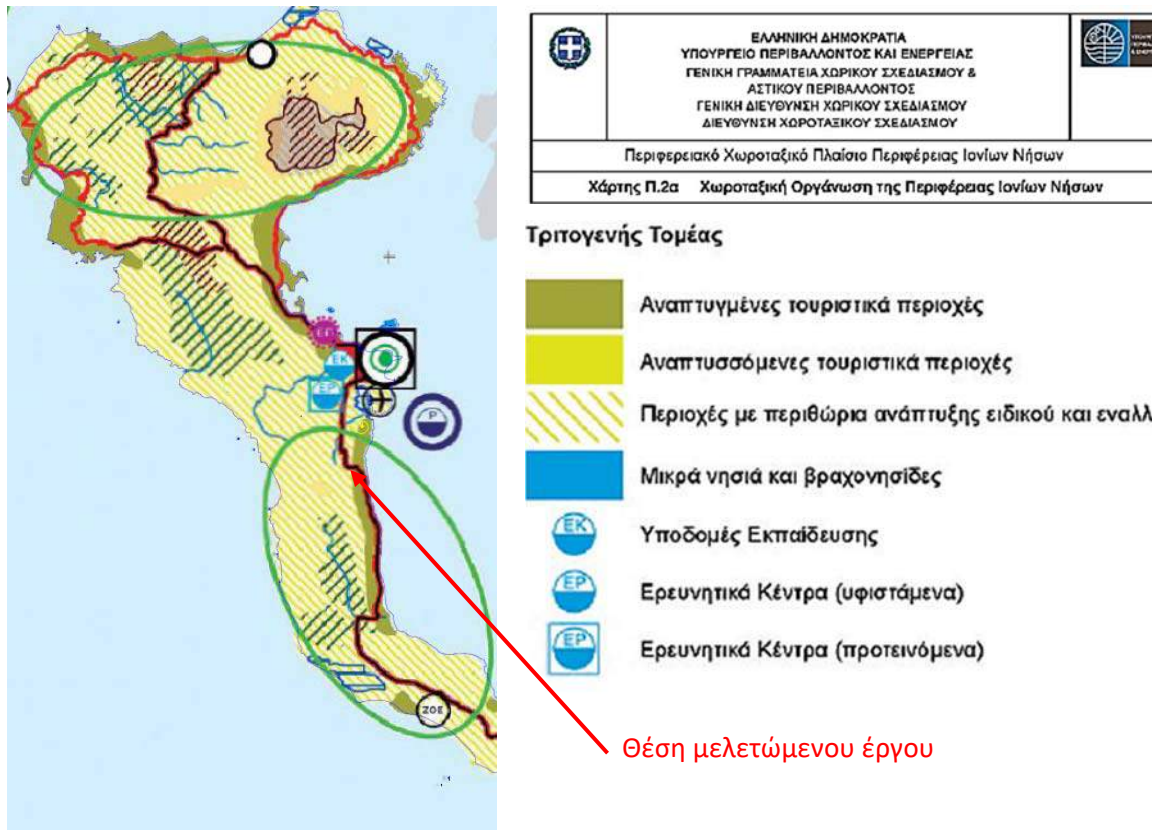 ΕΛΛΗΝΙΚΗ ΔΗΜΟΚΡΑΤΙΑ
ΥΠΟΥΡΓΕΙΟ ΠΕΡΙΒΑΛΛΟΝΤΟΣ ΚΑΙ ΕΝΕΡΓΕΙΑΣ
ΓΕΝΙΚΗ ΓΡΑΜΜΑΤΕΙΑ ΧΩΡΙΚΟΥ ΣΧΕΔΙΑΣΜΟΥ &
ΑΣΤΙΚΟΥ ΠΕΡΙΒΑΛΛΟΝΤΟΣ
ΓΕΝΙΚΗ ΔΙΕΥΘΥΝΣΗ ΧΩΡΙΚΟΥ ΣΧΕΔΙΑΣΜΟΥ
ΔΙΕΥΘΥΝΣΗ ΧΩΡΟΤΑΞΙΚΟΥ ΣΧΕΔΙΑΣΜΟΥ
Περιφερειακό Χωροταξικό Πλαίσιο Περιφέρειας Ιονίων Νήσων
Χάρτης Π.2α Χωροταξική Οργάνωση της Περιφέρειας Ιονίων Νήσων
Τριτογενής Τομέας
Αναπτυγμένες τουριστικά περιοχές
Αναπτυσσόμενες τουριστικά περιοχές
Περιοχές με περιθώρια ανάπτυξης ειδικού και εναλλ
Μικρά νησιά και βραχονησίδες
ΕΚ
Υποδομές Εκπαίδευσης
ΕΡ
Ερευνητικά Κέντρα (υφιστάμενα)
ΕΡ
Ερευνητικά Κέντρα (προτεινόμενα)
Θέση μελετώμενου έργου
ΕΚ
ΕΡ
P
ΖΟΕ